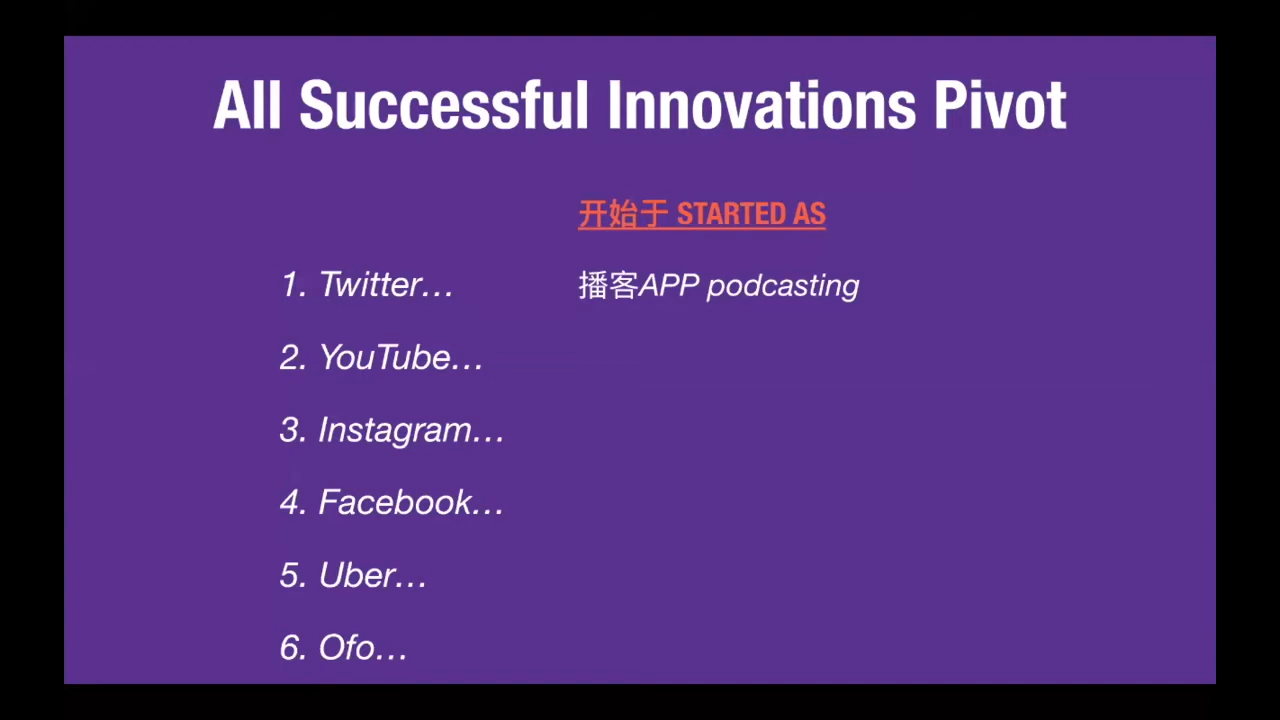 All Successful Innovations Pivot
开始于 STARTED AS
1. Twitter… 播客APP podcasting
2. YouTube…
3. Instagram…
4. Facebook…
5. Uber…
6. Ofo…